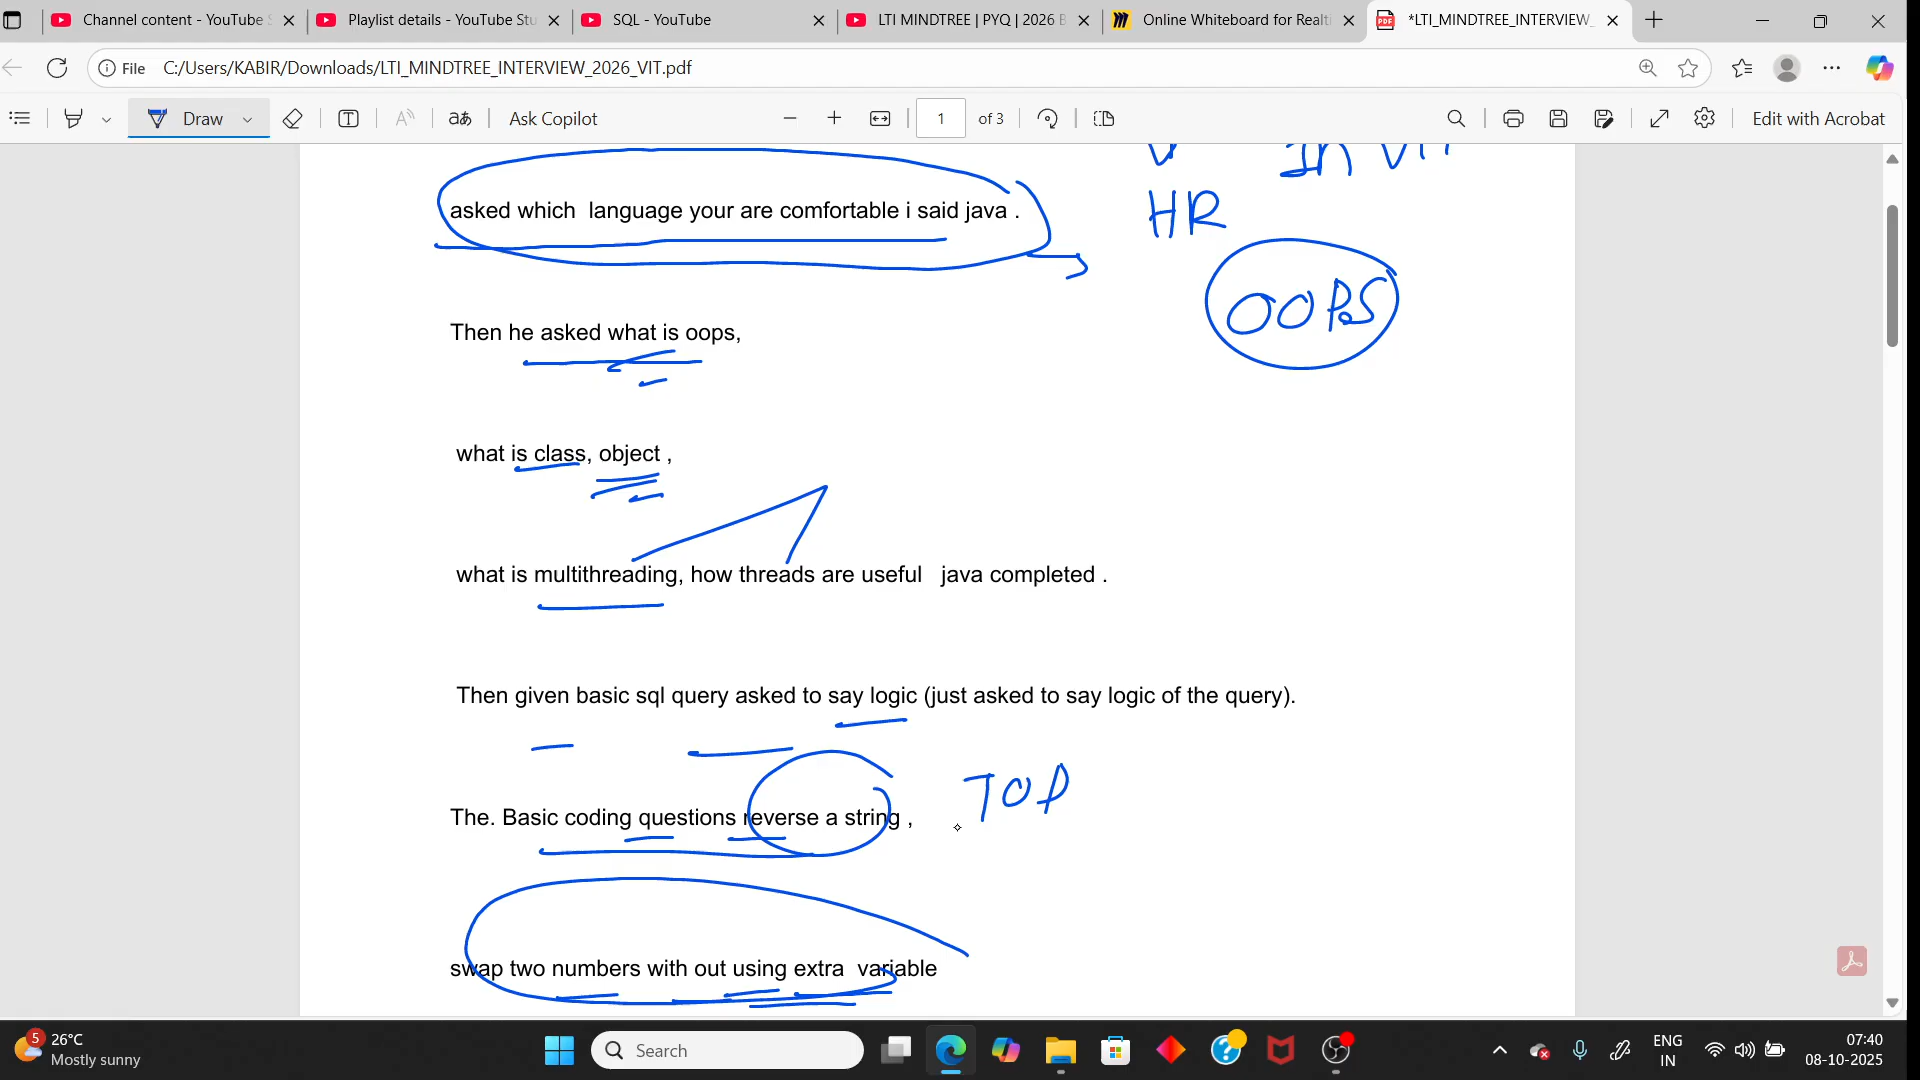 Channel content - YouTube S
Playlist details - YouTube Stu
SQL - YouTube
LTI MINDTREE | PYQ | 2026 B
Online Whiteboard for Realti
*LTI_MINDTREE_INTERVIEW_
File C:/Users/KABIR/Downloads/LTI_MINDTREE_INTERVIEW_2026_VIT.pdf
Draw
Ask Copilot
1 of 3
Edit with Acrobat
In VIT
asked which language your are comfortable i said java .
HR
OOPS
Then he asked what is oops,
what is class, object ,
what is multithreading, how threads are useful java completed .
Then given basic sql query asked to say logic (just asked to say logic of the query).
TOP
The. Basic coding questions reverse a string ,
swap two numbers with out using extra variable
5 26°C
Mostly sunny
Search
ENG
IN
07:40
08-10-2025